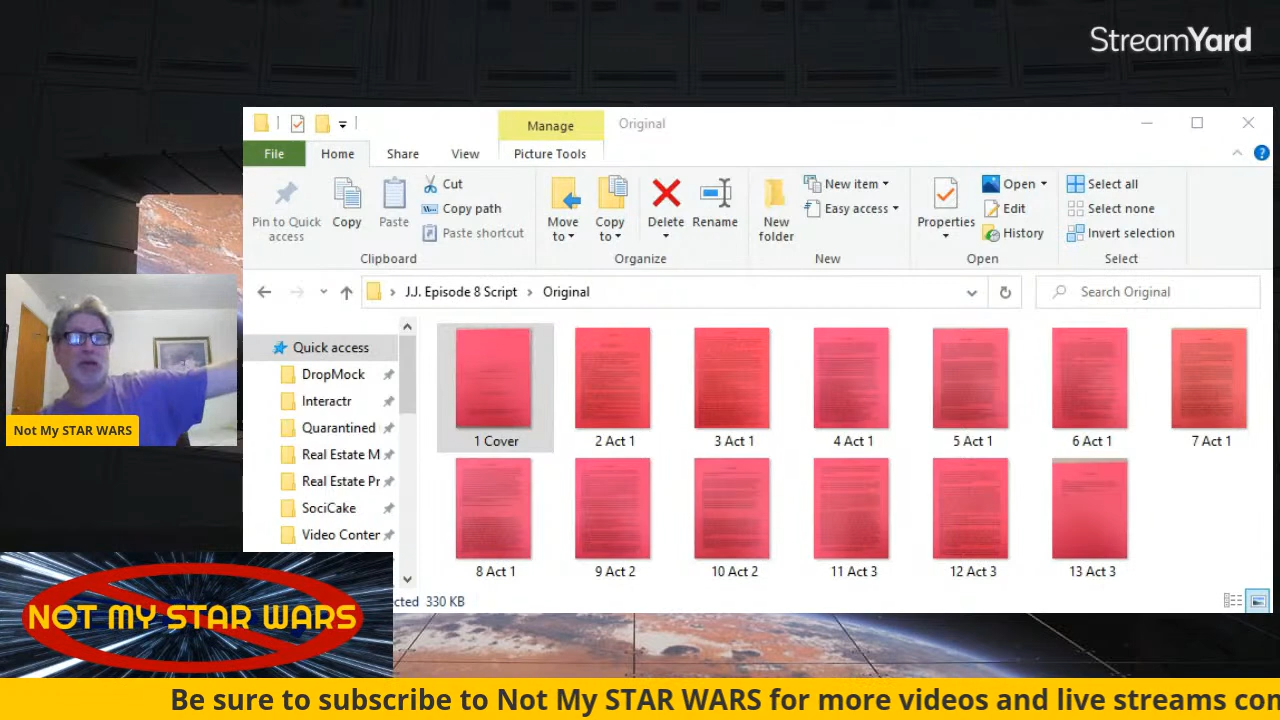 StreamYard
Manage
Original
File
Home
Share
View
Picture Tools
Pin to Quick
access
Copy
Paste
Cut
Copy path
Paste shortcut
Clipboard
Move
to
Copy
to
Delete
Rename
Organize
New
folder
New item
Easy access
New
Properties
Open
Edit
History
Open
Select all
Select none
Invert selection
Select
J.J. Episode 8 Script
Original
Search Original
Quick access
DropMock
Interactr
Quarantined
Real Estate M
Real Estate Pr
SociCake
Video Conter
1 Cover
2 Act 1
3 Act 1
4 Act 1
5 Act 1
6 Act 1
7 Act 1
8 Act 1
9 Act 2
10 Act 2
11 Act 3
12 Act 3
13 Act 3
cted 330 KB
Not My STAR WARS
NOT MY STAR WARS
Be sure to subscribe to Not My STAR WARS for more videos and live streams con